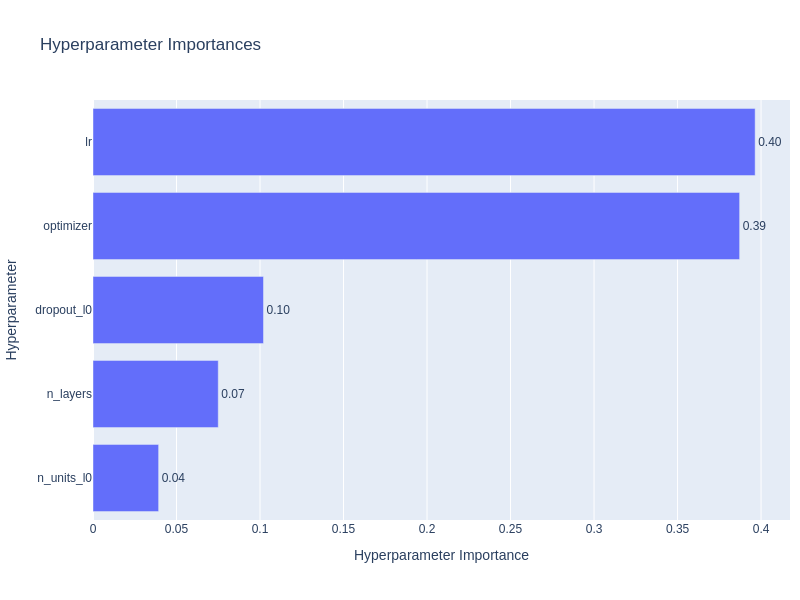 Hyperparameter Importances
Hyperparameter
lr
0.40
optimizer
0.39
dropout_l0
0.10
n_layers
0.07
n_units_l0
0.04
0
0.05
0.1
0.15
0.2
0.25
0.3
0.35
0.4
Hyperparameter Importance